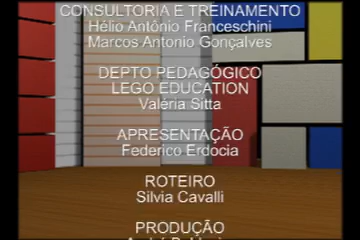 CONSULTORIA E TREINAMENTO
Hélio Antônio Franceschini
Marcos Antonio Gonçalves
DEPTO PEDAGÓGICO
LEGO EDUCATION
Valéria Sitta
APRESENTAÇÃO
Federico Erdocia
ROTEIRO
Silvia Cavalli
PRODUÇÃO